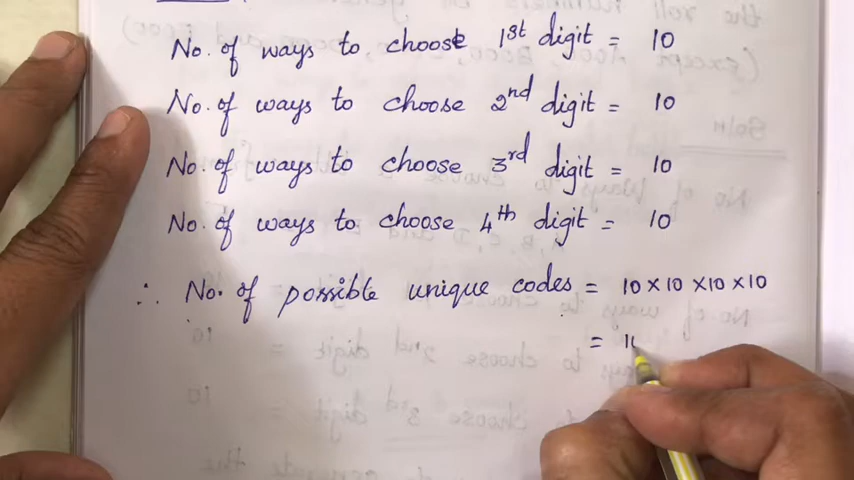 No. of ways to choose 1st digit = 10
No. of ways to choose 2nd digit = 10
No. of ways to choose 3rd digit = 10
No. of ways to choose 4th digit = 10
∴ No. of possible unique codes = 10 × 10 × 10 × 10
= 10